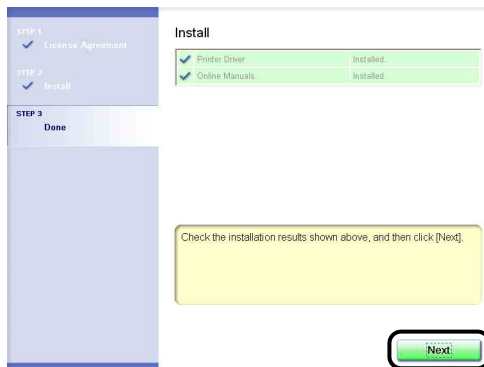 STEP 1
License Agreement
STEP 2
Install
STEP 3
Done
Install
Printer Driver Installed.
Online Manuals Installed.
Check the installation results shown above, and then click [Next].
Next